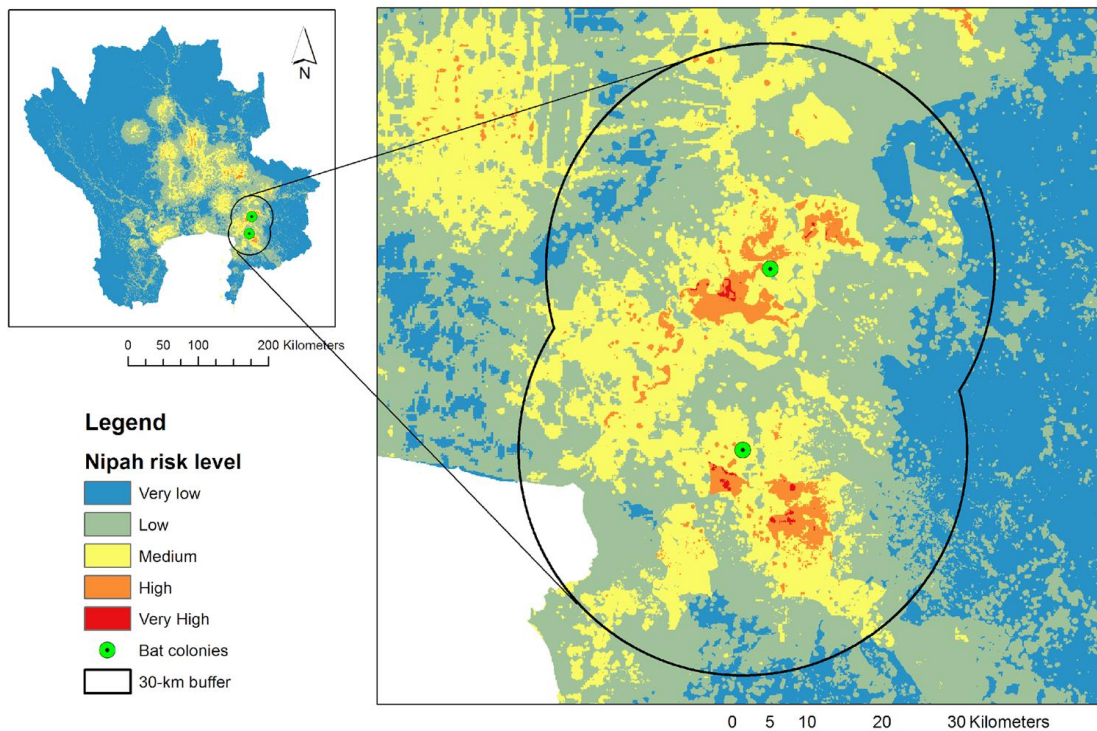 N
0 50 100 200 Kilometers
Legend
Nipah risk level
Very low
Low
Medium
High
Very High
Bat colonies
30-km buffer
0 5 10 20 30 Kilometers